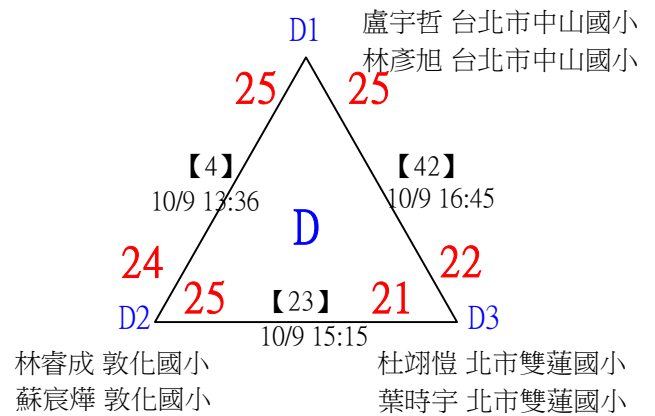 D1
盧宇哲 台北市中山國小
林彥旭 台北市中山國小
25
25
【4】
10/9 13:36
【42】
10/9 16:45
D
24
22
25
【23】
21
D2
10/9 15:15
D3
林睿成 敦化國小
蘇宸燁 敦化國小
杜翊愷 北市雙蓮國小
葉時宇 北市雙蓮國小